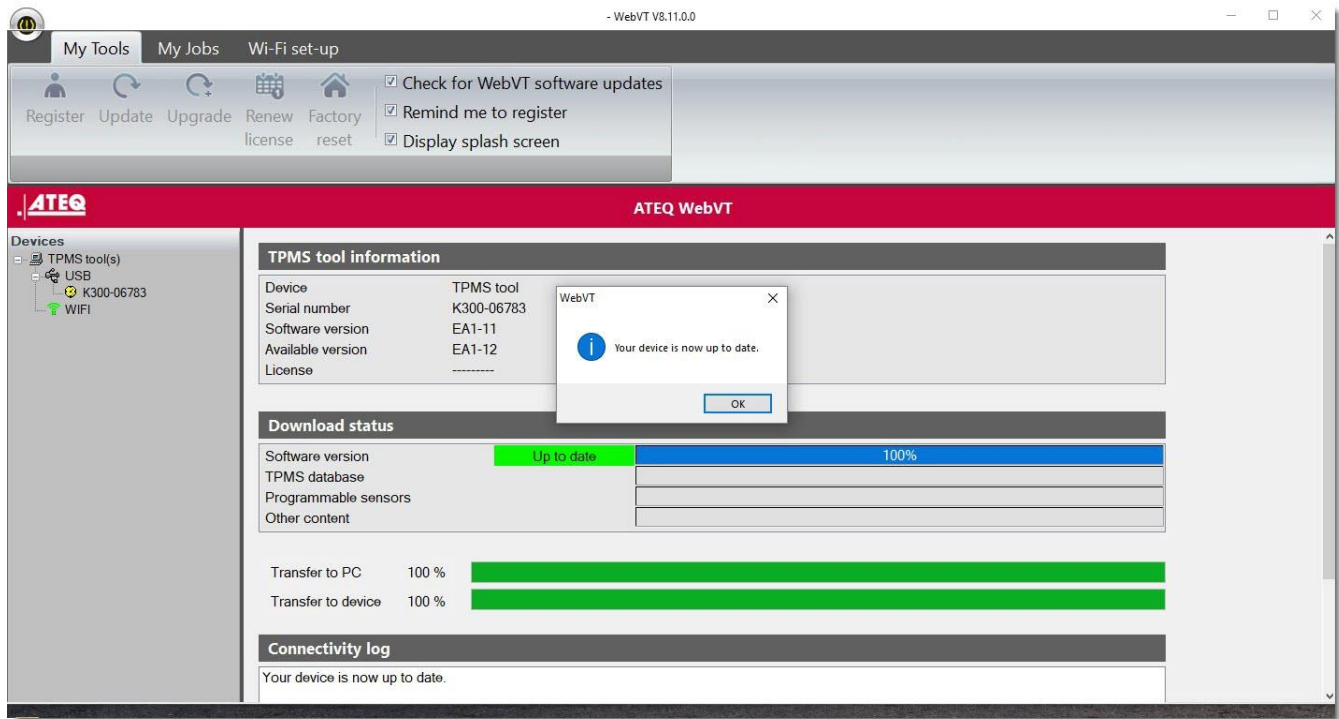 - WebVT V8.11.0.0
My Tools My Jobs Wi-Fi set-up
Register Update Upgrade Renew license Factory reset
Check for WebVT software updates
Remind me to register
Display splash screen
ATEQ
ATEQ WebVT
Devices
TPMS tool(s)
USB
K300-06783
WIFI
TPMS tool information
Device TPMS tool
Serial number K300-06783
Software version EA1-11
Available version EA1-12
License ---------
WebVT
Your device is now up to date.
OK
Download status
Software version Up to date 100%
TPMS database
Programmable sensors
Other content
Transfer to PC 100 %
Transfer to device 100 %
Connectivity log
Your device is now up to date.